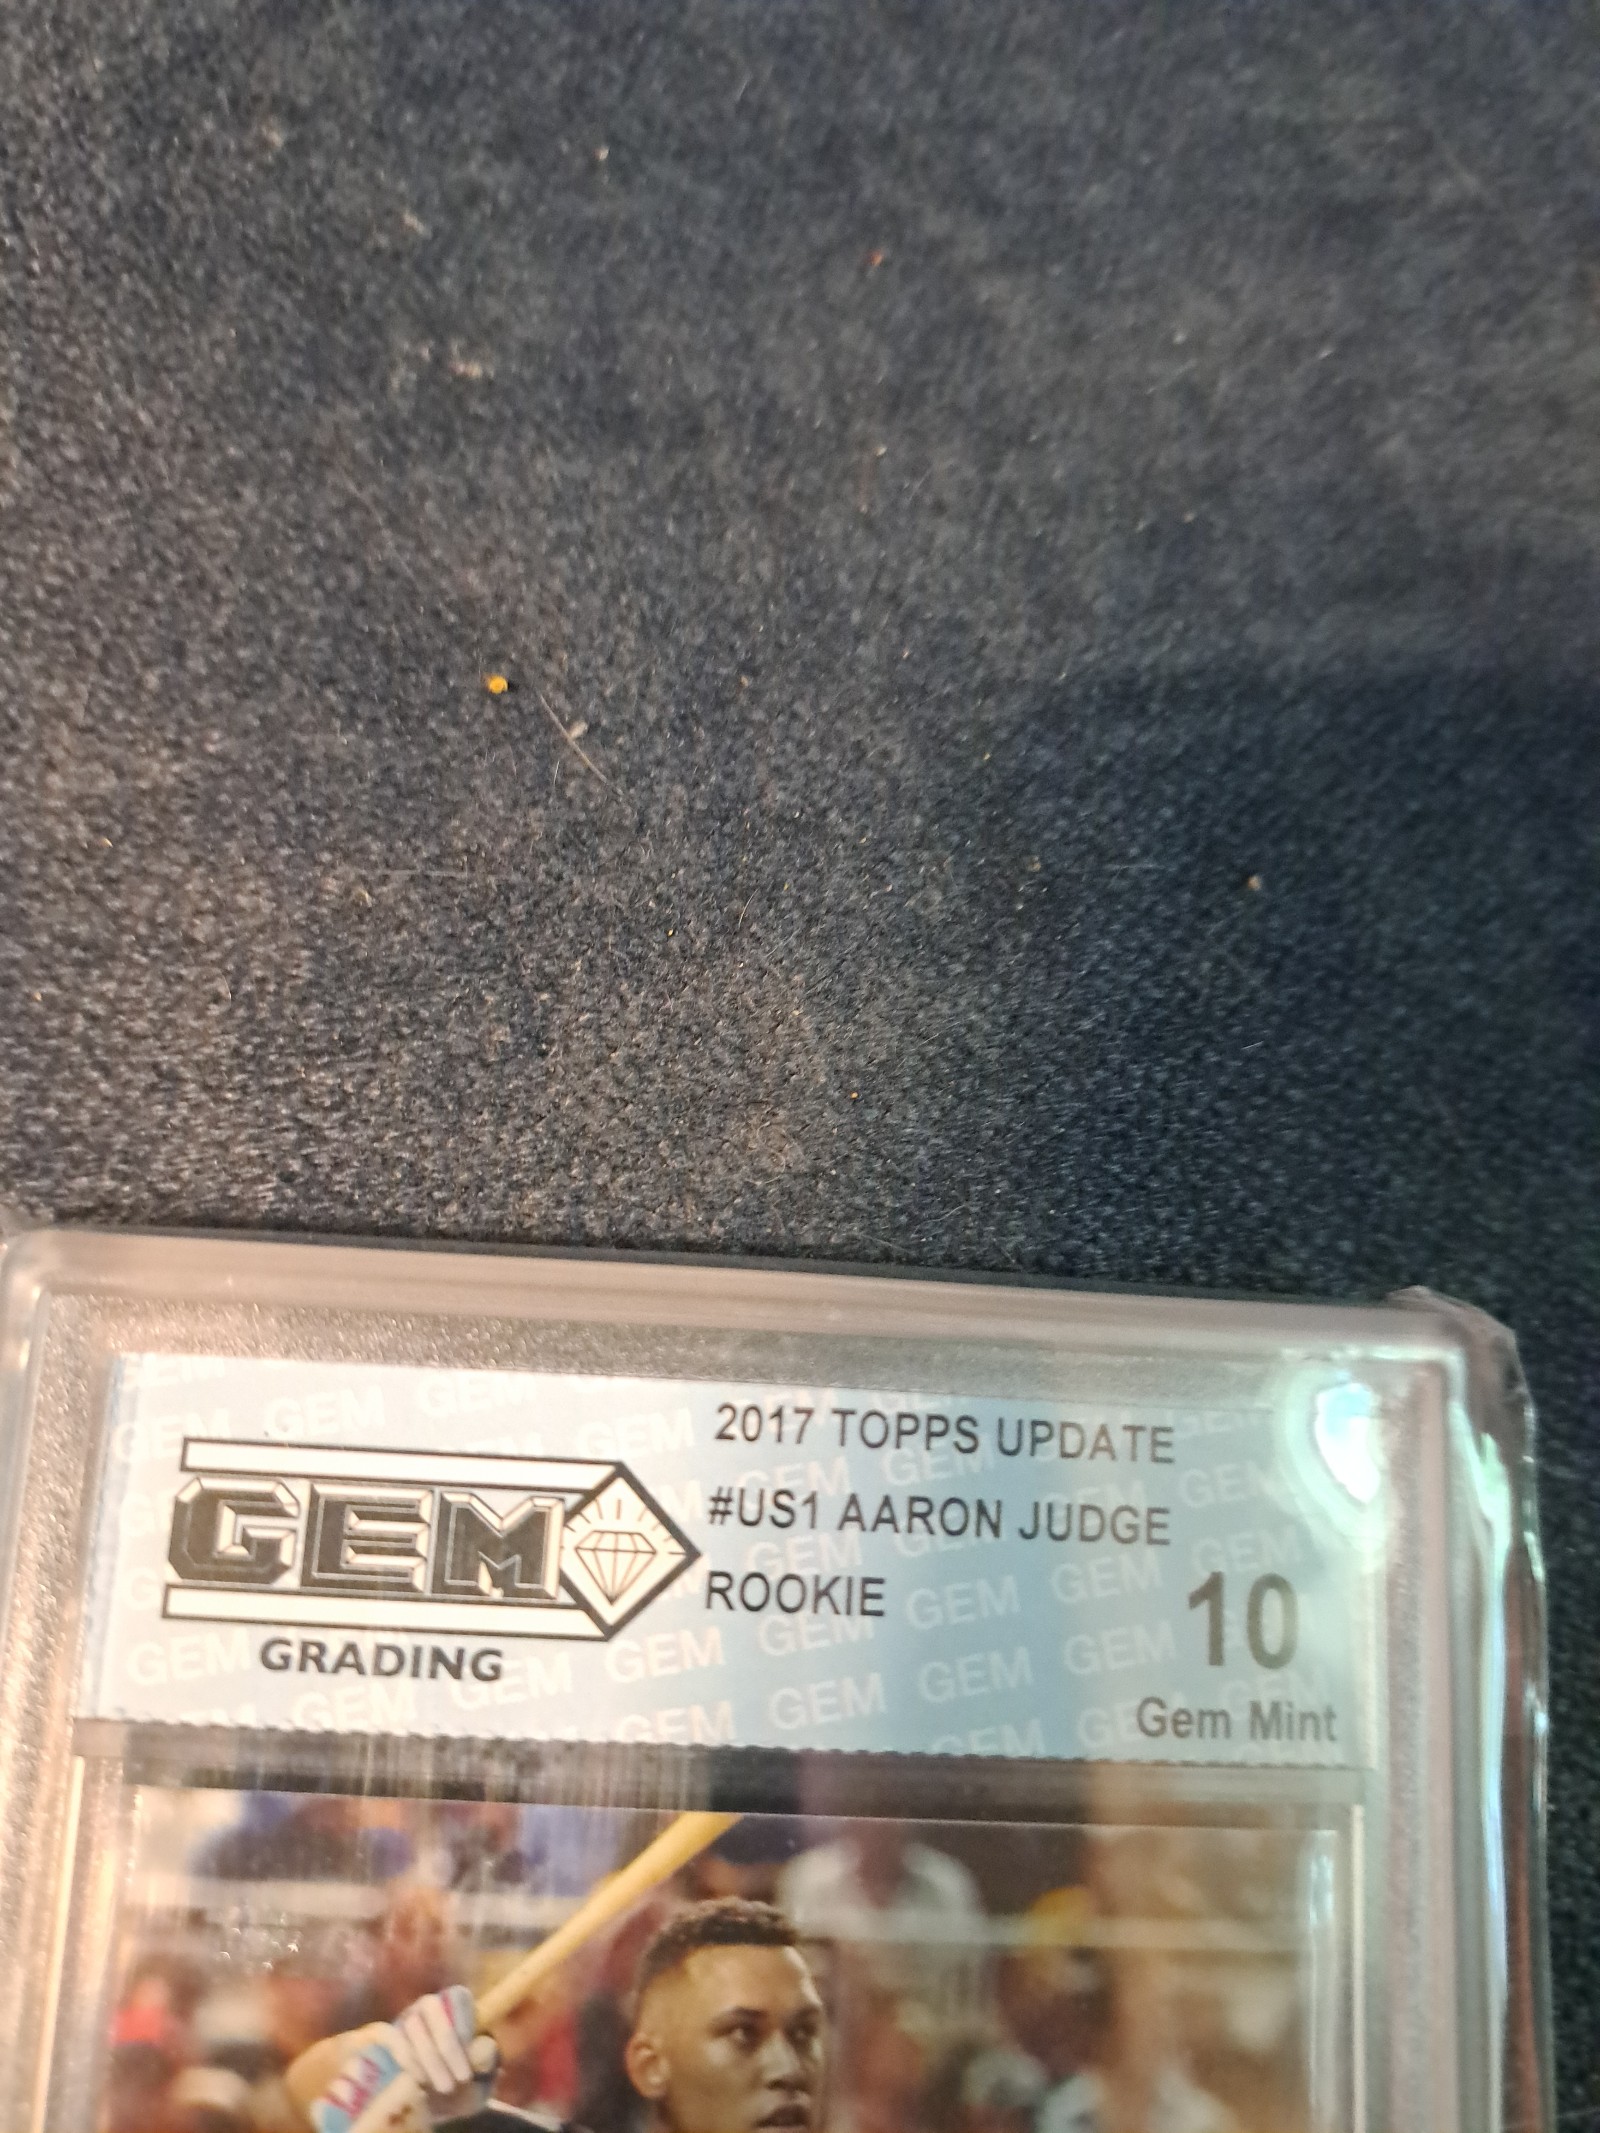 2017 TOPPS UPDATE
#US1 AARON JUDGE
ROOKIE
GEM
GRADING
10
Gem Mint